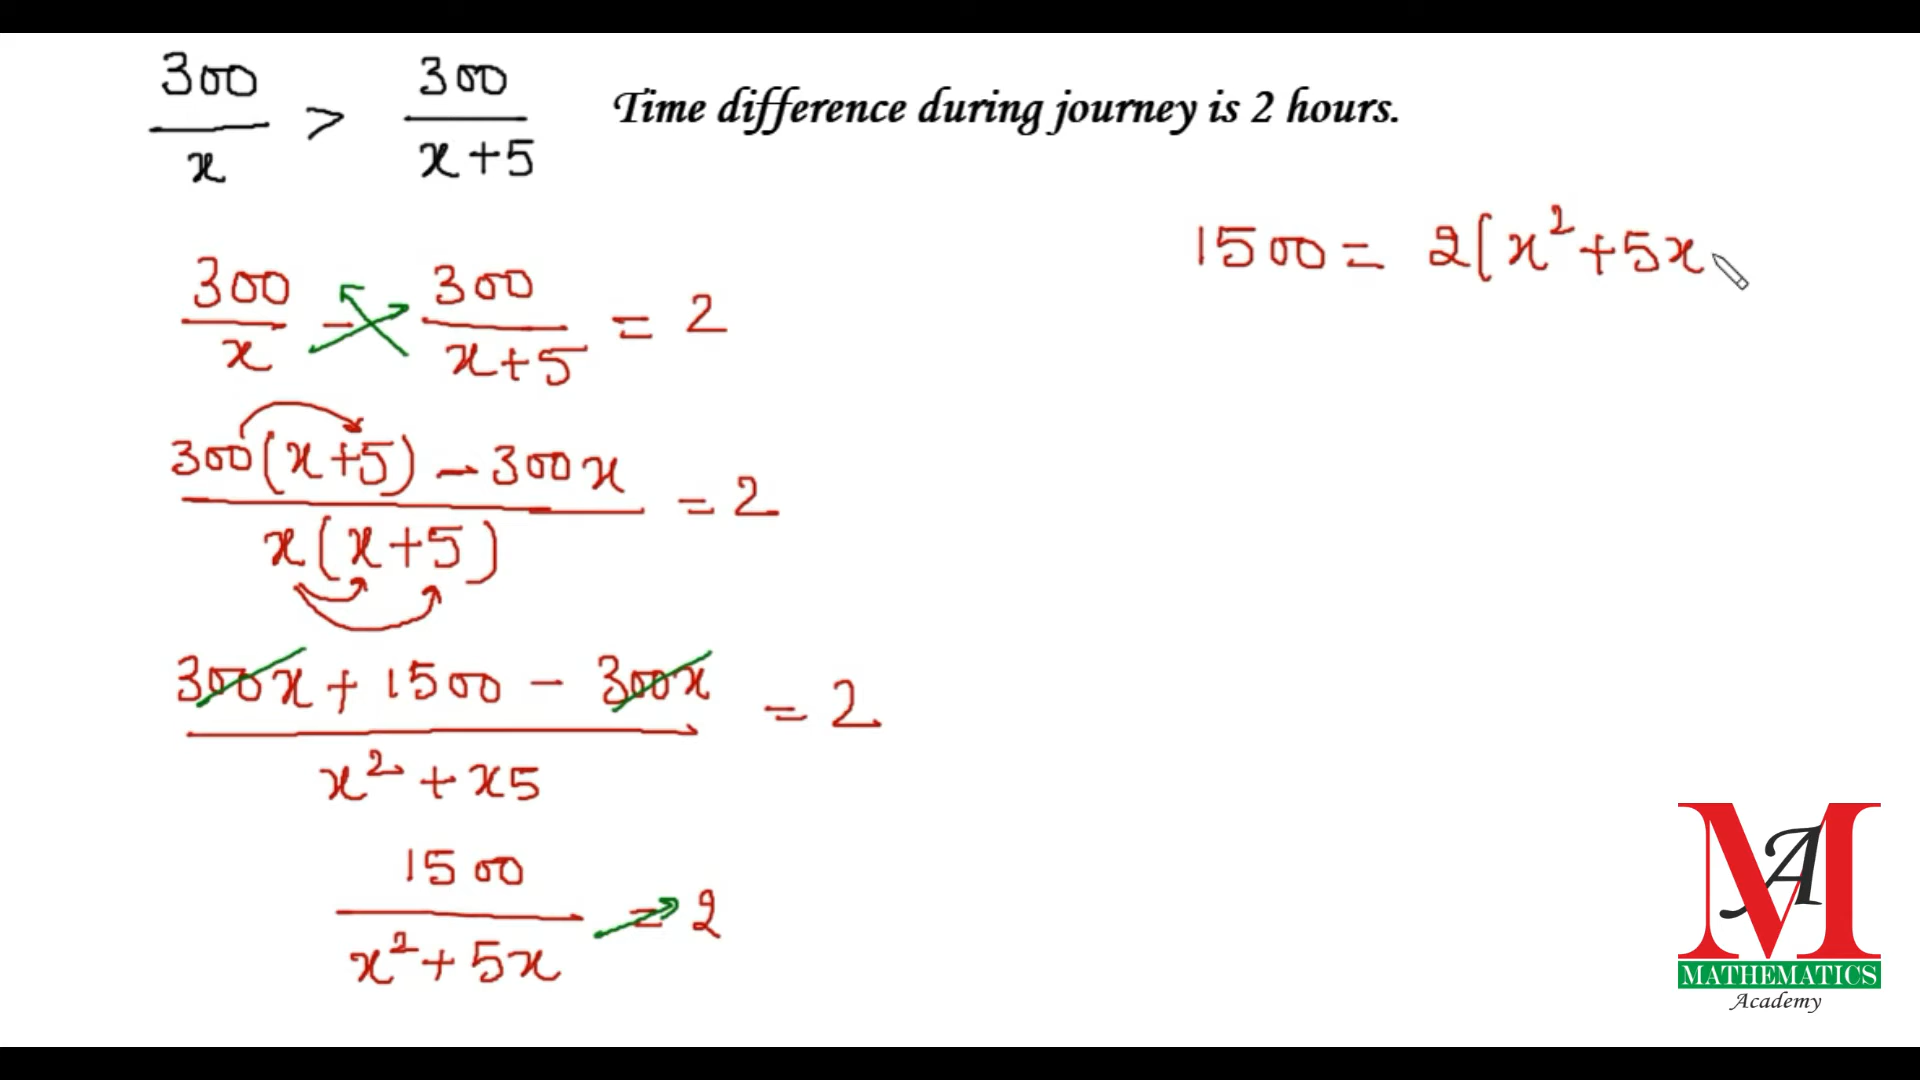 300/x > 300/x+5 Time difference during journey is 2 hours.
300/x - 300/x+5 = 2
300(x+5) - 300x / x(x+5) = 2
300x + 1500 - 300x / x² + x5 = 2
1500 / x² + 5x = 2
1500 = 2[x² + 5x
MA
MATHEMATICS
Academy